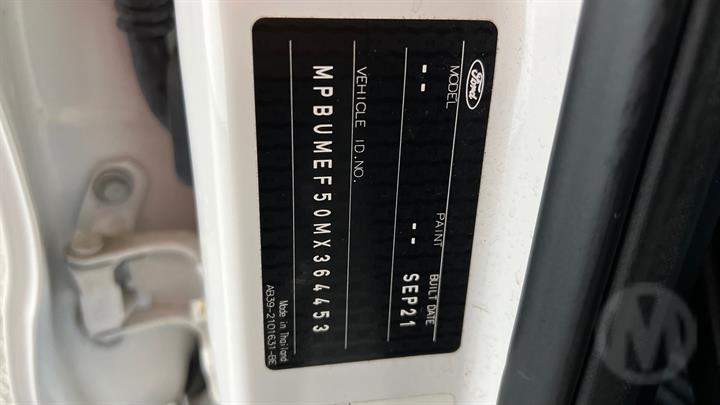 Ford
MODEL PAINT BUILT DATE
-- -- SEP21
VEHICLE ID.NO.
MPBUMEF50MX364453
Made in Thailand
AB39-2101631-BE
M